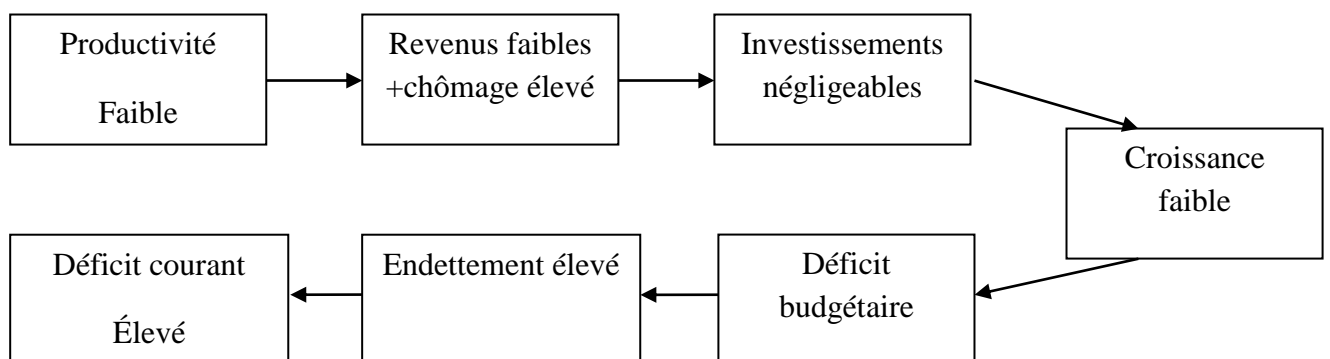 Productivité
Faible
Revenus faibles
+chômage élevé
Investissements
négligeables
Croissance
faible
Déficit
budgétaire
Endettement élevé
Déficit courant
Élevé